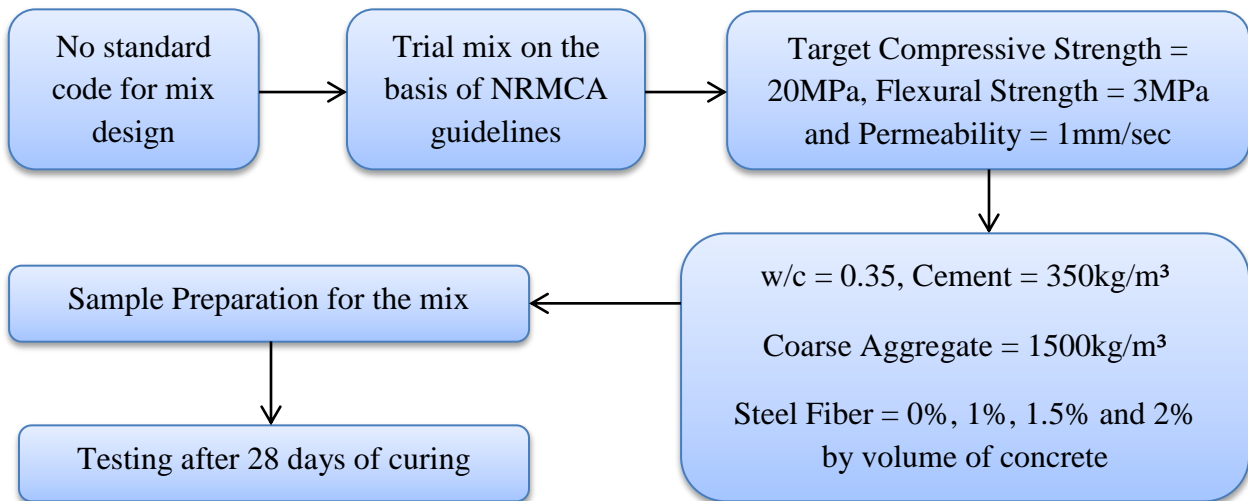 No standard
code for mix
design
Trial mix on the
basis of NRMCA
guidelines
Target Compressive Strength =
20MPa, Flexural Strength = 3MPa
and Permeability = 1mm/sec
w/c = 0.35, Cement = 350kg/m³
Coarse Aggregate = 1500kg/m³
Steel Fiber = 0%, 1%, 1.5% and 2%
by volume of concrete
Sample Preparation for the mix
Testing after 28 days of curing